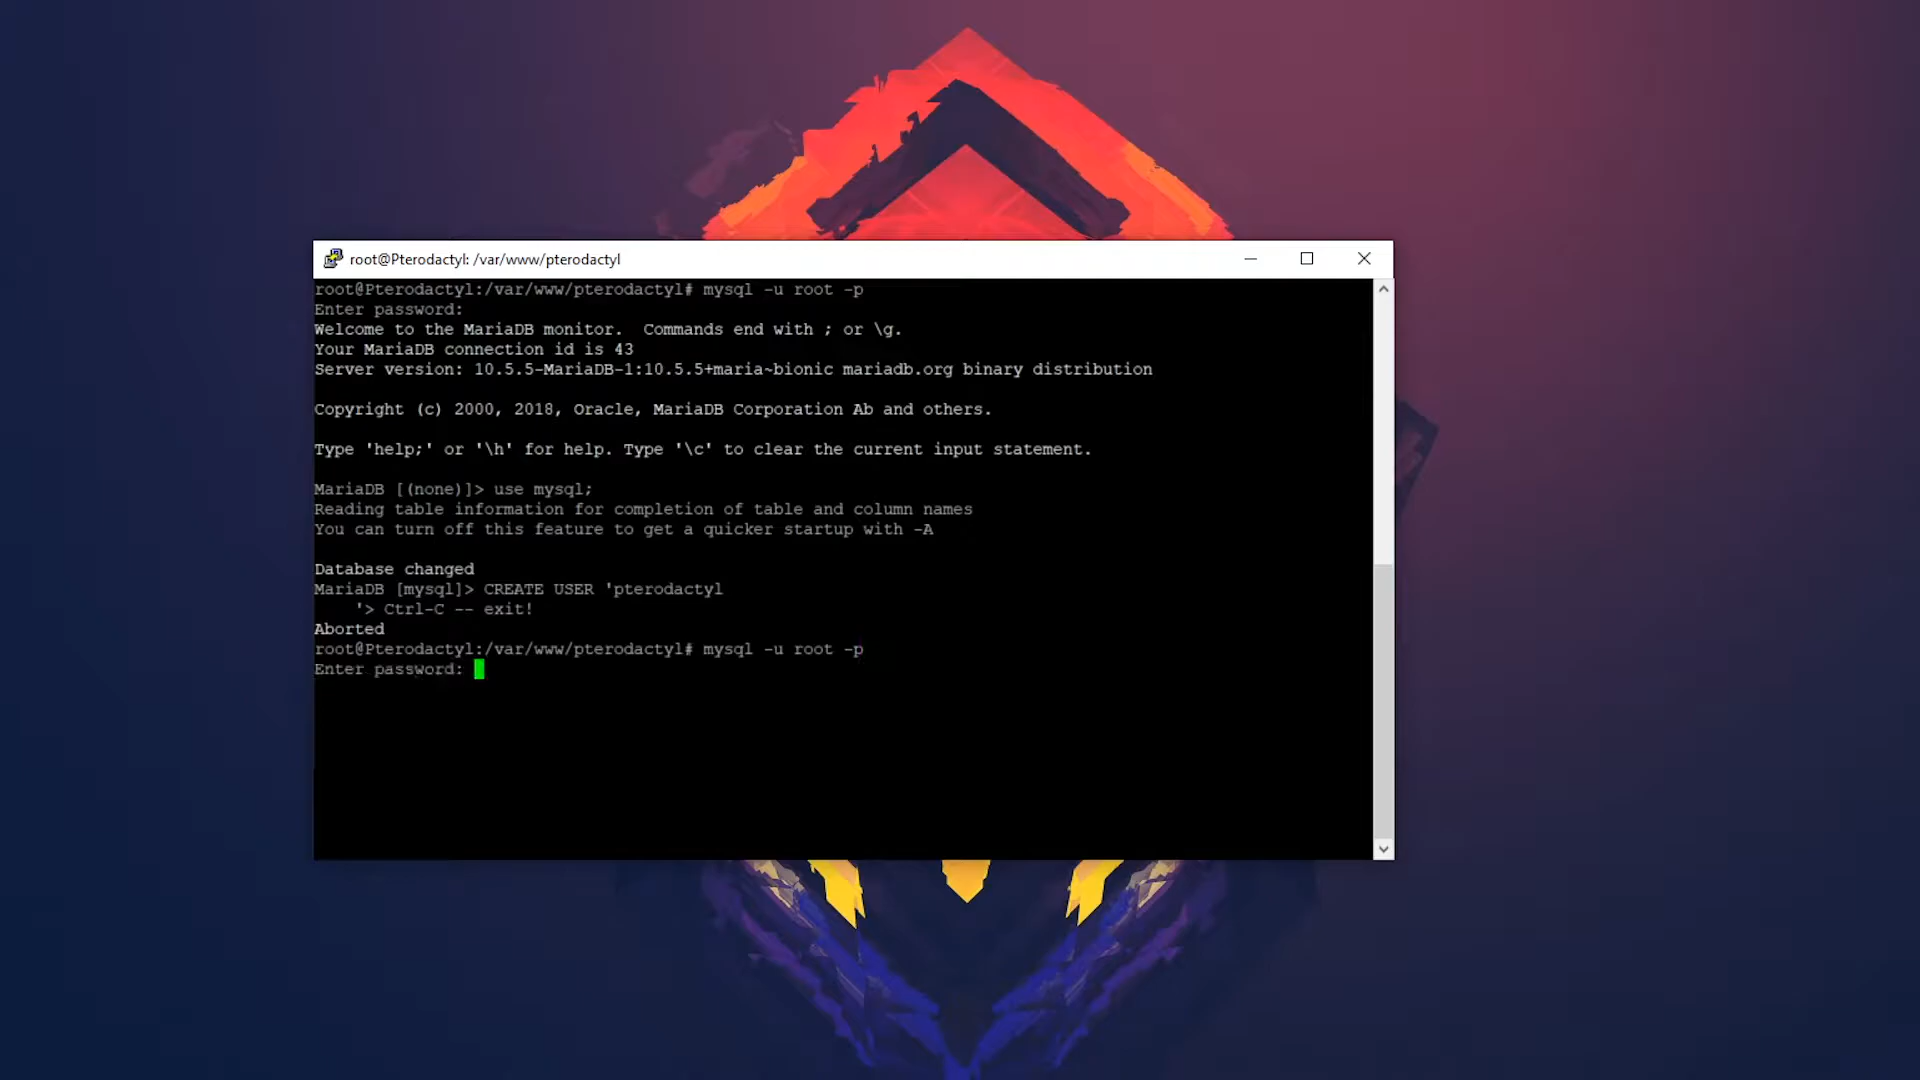 root@Pterodactyl: /var/www/pterodactyl
root@Pterodactyl:/var/www/pterodactyl# mysql -u root -p
Enter password:
Welcome to the MariaDB monitor.  Commands end with ; or \g.
Your MariaDB connection id is 43
Server version: 10.5.5-MariaDB-1:10.5.5+maria~bionic mariadb.org binary distribution
Copyright (c) 2000, 2018, Oracle, MariaDB Corporation Ab and others.
Type 'help;' or '\h' for help. Type '\c' to clear the current input statement.
MariaDB [(none)]> use mysql;
Reading table information for completion of table and column names
You can turn off this feature to get a quicker startup with -A
Database changed
MariaDB [mysql]> CREATE USER 'pterodactyl
    '> Ctrl-C -- exit!
Aborted
root@Pterodactyl:/var/www/pterodactyl# mysql -u root -p
Enter password: